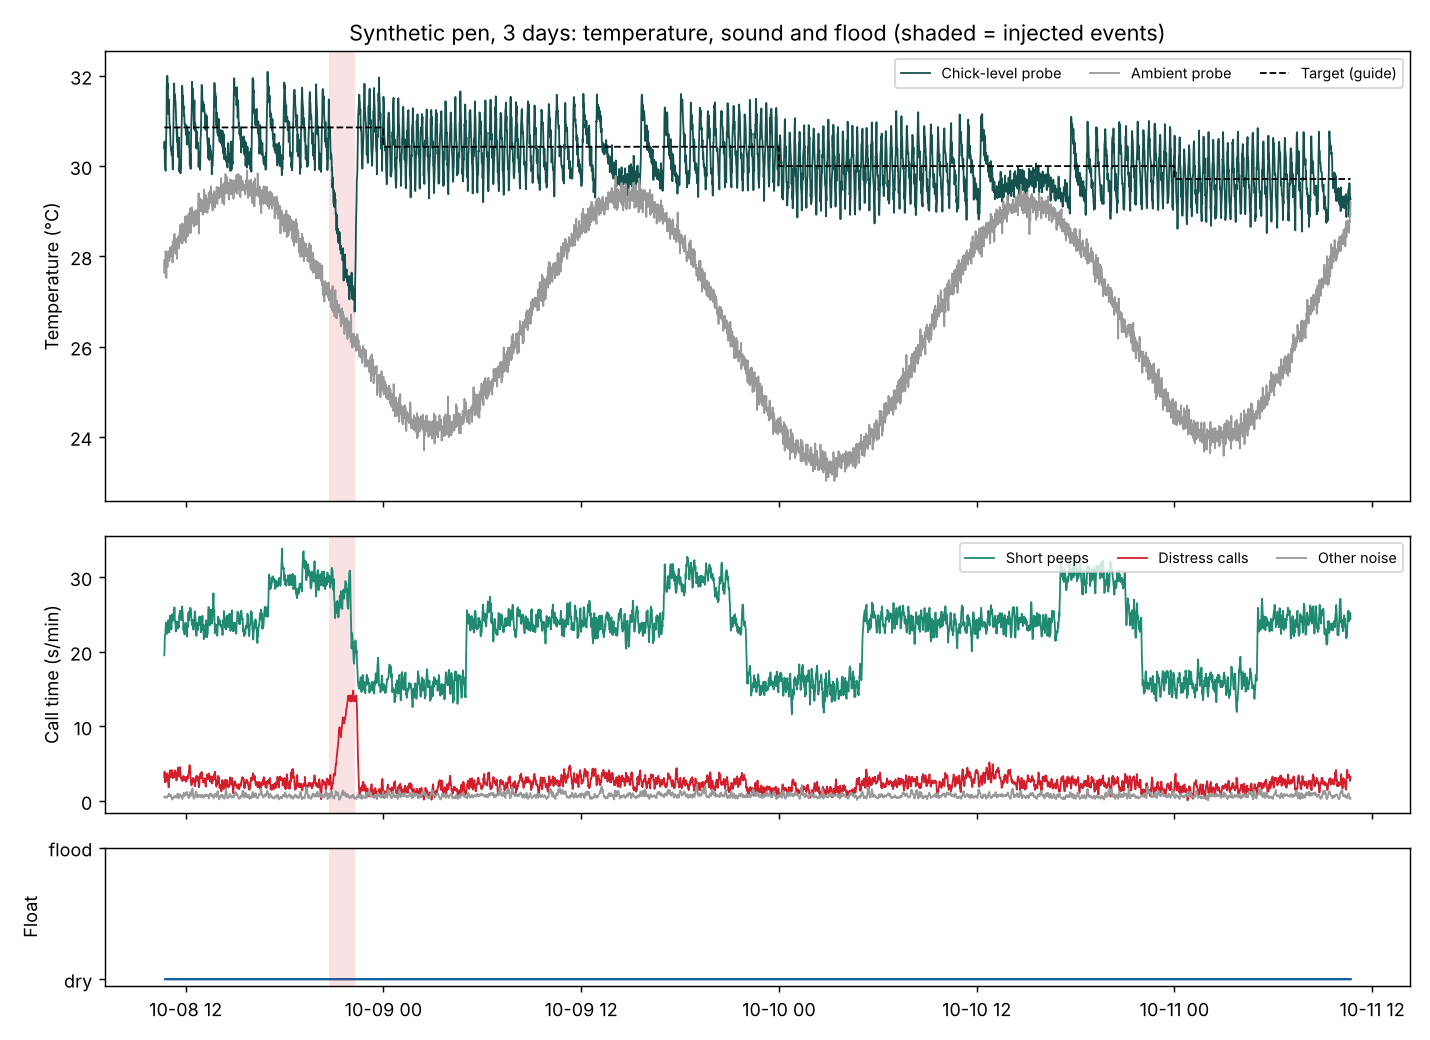 Synthetic pen, 3 days: temperature, sound and flood (shaded = injected events)
Chick-level probe
Ambient probe
Target (guide)
Temperature (°C)
32
30
28
26
24
Short peeps
Distress calls
Other noise
Call time (s/min)
30
20
10
0
Float
flood
dry
10-08 12
10-09 00
10-09 12
10-10 00
10-10 12
10-11 00
10-11 12